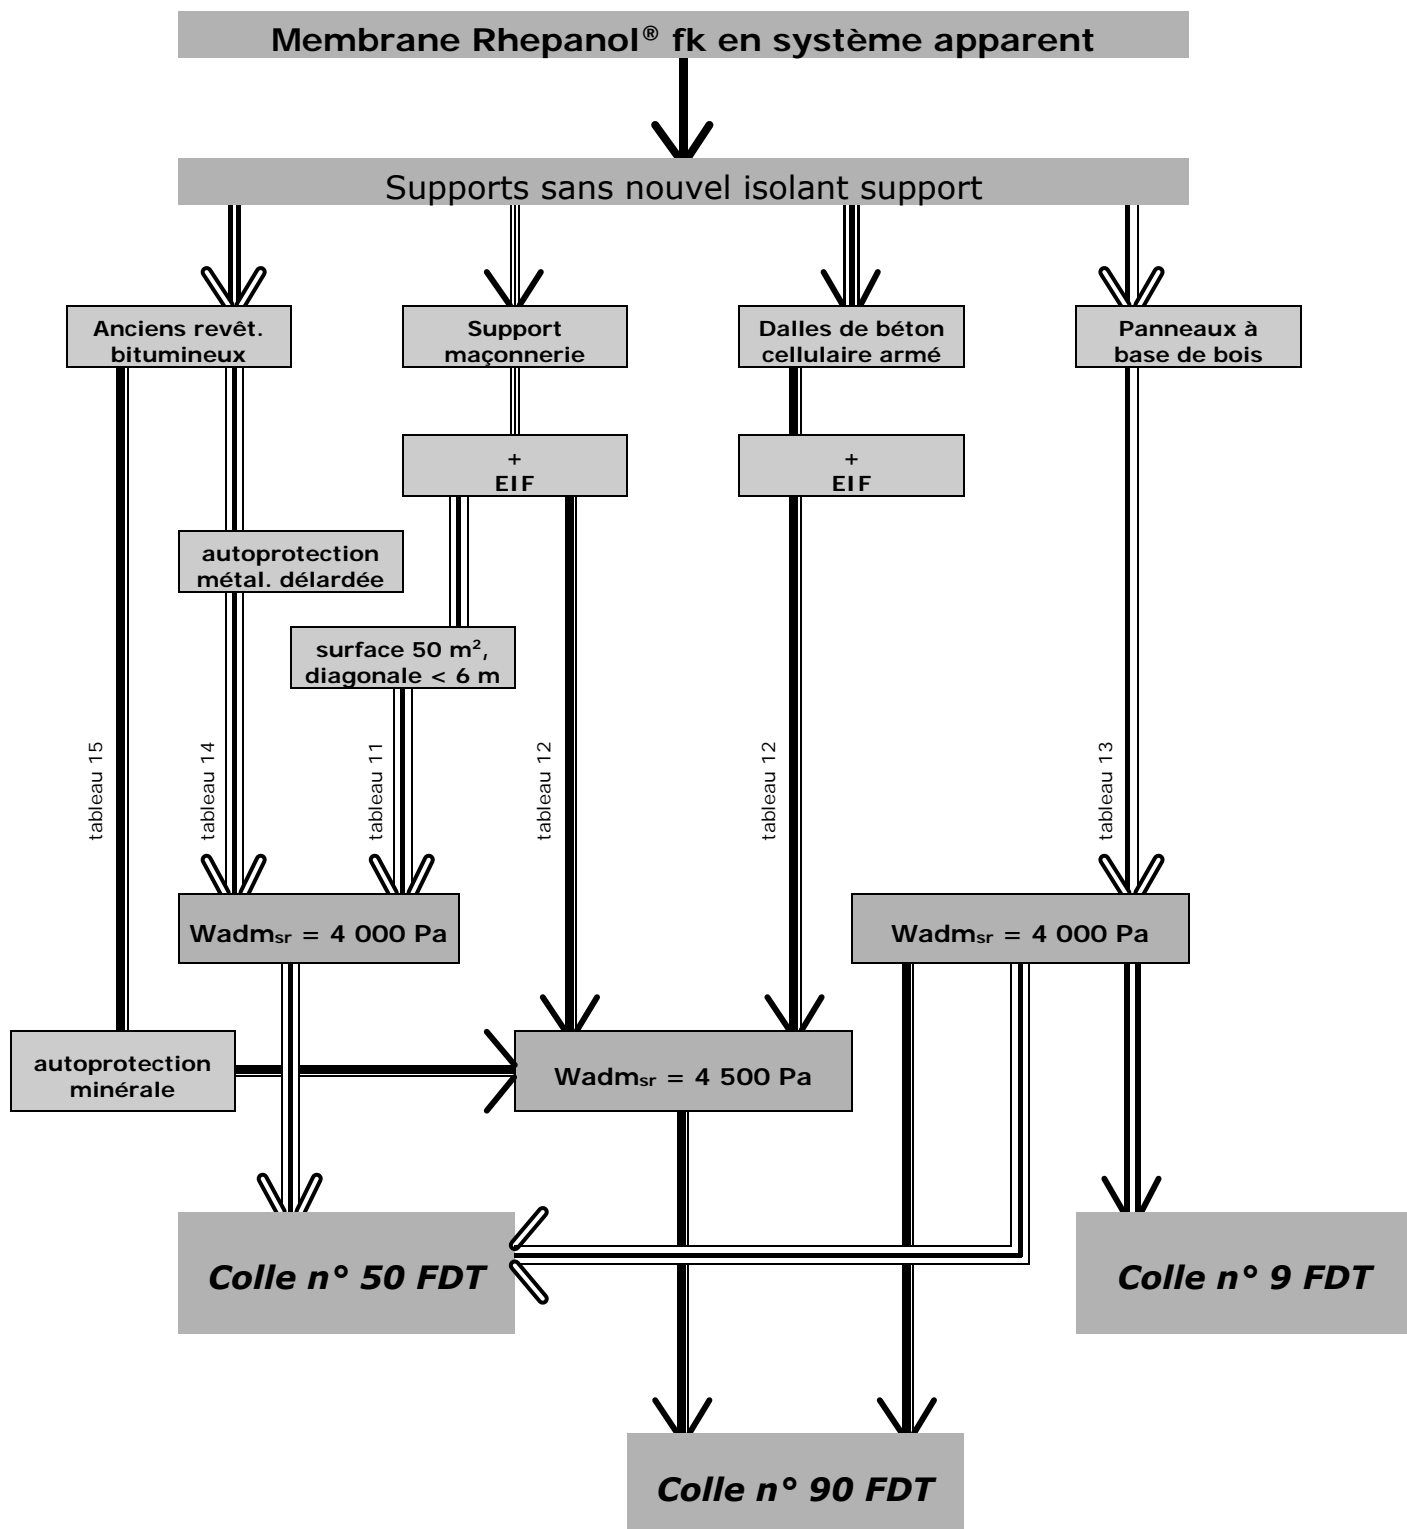 Membrane Rhepanol® fk en système apparent
Supports sans nouvel isolant support
Anciens revêt.
bitumineux
Support
maçonnerie
Dalles de béton
cellulaire armé
Panneaux à
base de bois
+
EIF
+
EIF
autoprotection
métal. délardée
surface 50 m²,
diagonale < 6 m
tableau 15
tableau 14
tableau 11
tableau 12
tableau 12
tableau 13
Wadmsr = 4 000 Pa
Wadmsr = 4 000 Pa
autoprotection
minérale
Wadmsr = 4 500 Pa
Colle n° 50 FDT
Colle n° 9 FDT
Colle n° 90 FDT